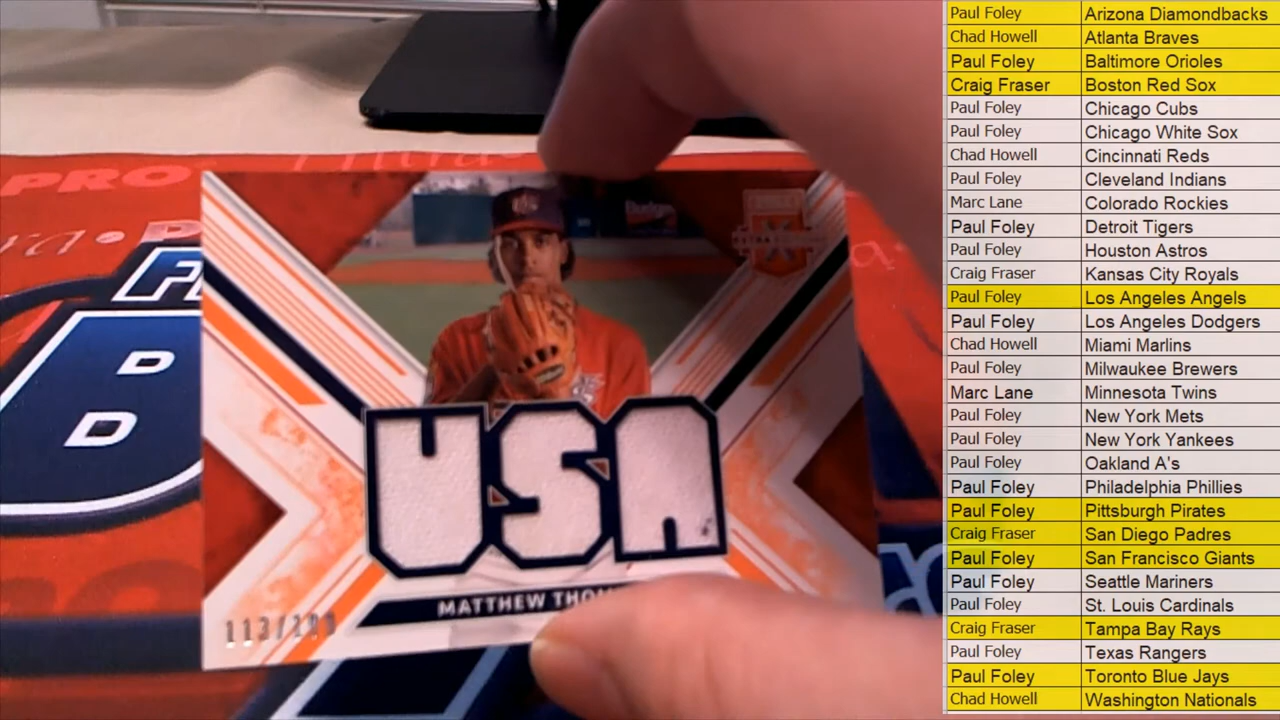 PRO
USA
MATTHEW
Paul Foley Arizona Diamondbacks
Chad Howell Atlanta Braves
Paul Foley Baltimore Orioles
Craig Fraser Boston Red Sox
Paul Foley Chicago Cubs
Paul Foley Chicago White Sox
Chad Howell Cincinnati Reds
Paul Foley Cleveland Indians
Marc Lane Colorado Rockies
Paul Foley Detroit Tigers
Paul Foley Houston Astros
Craig Fraser Kansas City Royals
Paul Foley Los Angeles Angels
Paul Foley Los Angeles Dodgers
Chad Howell Miami Marlins
Paul Foley Milwaukee Brewers
Marc Lane Minnesota Twins
Paul Foley New York Mets
Paul Foley New York Yankees
Paul Foley Oakland A's
Paul Foley Philadelphia Phillies
Paul Foley Pittsburgh Pirates
Craig Fraser San Diego Padres
Paul Foley San Francisco Giants
Paul Foley Seattle Mariners
Paul Foley St. Louis Cardinals
Craig Fraser Tampa Bay Rays
Paul Foley Texas Rangers
Paul Foley Toronto Blue Jays
Chad Howell Washington Nationals